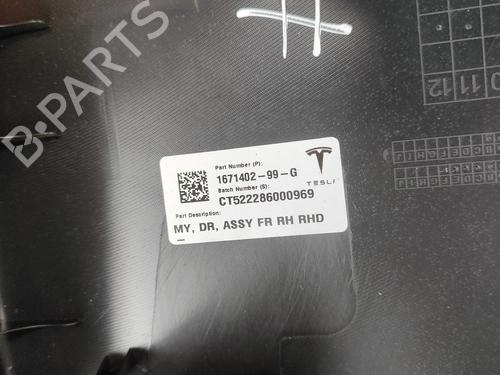 B-PARTS
H
10 11 12
Part Number (P):
1671402-99-G
Batch Number (S):
CT522286000969
TESLA
Part Description:
MY, DR, ASSY FR RH RHD